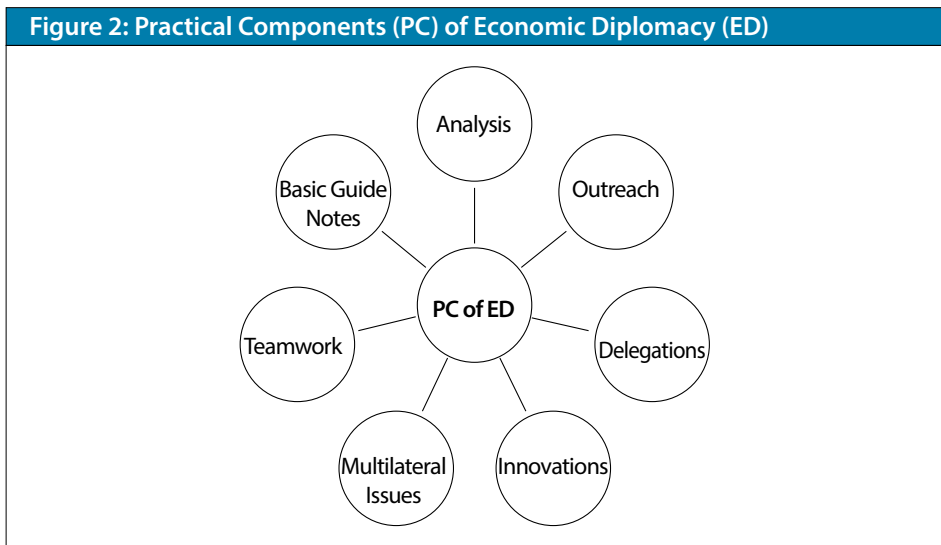 Figure 2: Practical Components (PC) of Economic Diplomacy (ED)
Analysis
Basic Guide
Notes
Outreach
PC of ED
Teamwork
Delegations
Multilateral
Issues
Innovations